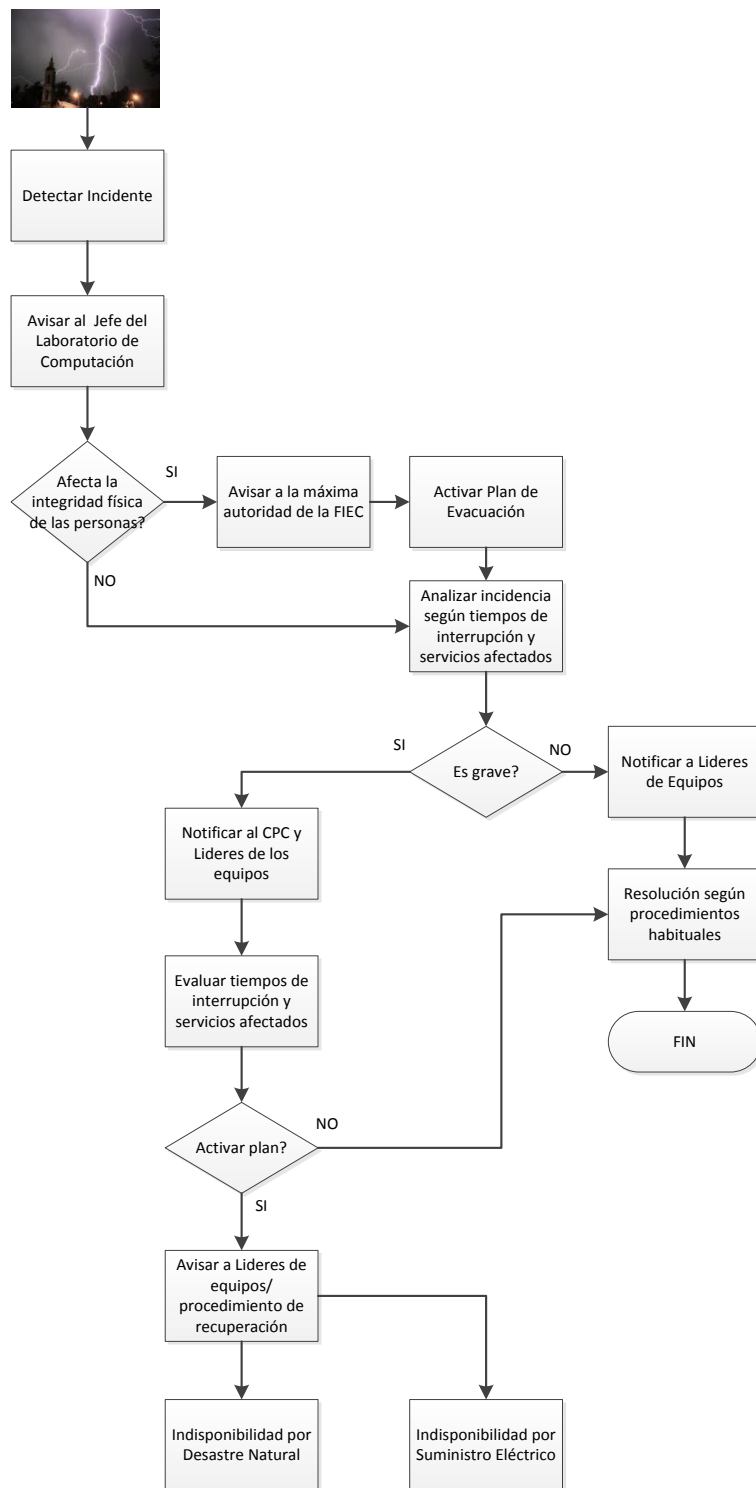 Detectar Incidente
Avisar al Jefe del
Laboratorio de
Computación
Afecta la
integridad física
de las personas?
SI
Avisar a la máxima
autoridad de la FIEC
Activar Plan de
Evacuación
NO
Analizar incidencia
según tiempos de
interrupción y
servicios afectados
Es grave?
SI
NO
Notificar a Lideres
de Equipos
Notificar al CPC y
Lideres de los
equipos
Resolución según
procedimientos
habituales
Evaluar tiempos de
interrupción y
servicios afectados
FIN
Activar plan?
NO
SI
Avisar a Lideres de
equipos/
procedimiento de
recuperación
Indisponibilidad por
Desastre Natural
Indisponibilidad por
Suministro Eléctrico